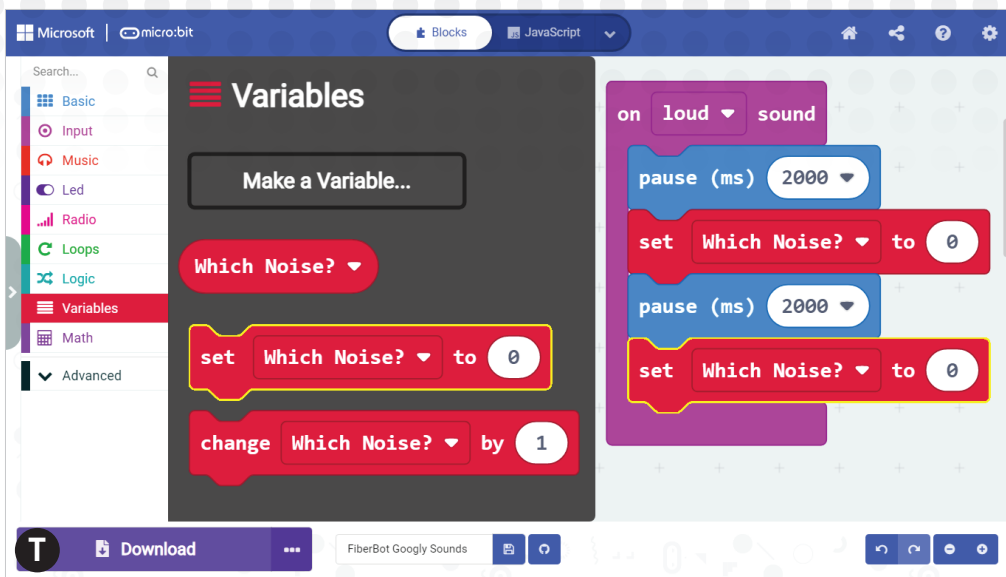 Microsoft micro:bit Blocks JavaScript
Search...
Basic
Input
Music
Led
Radio
Loops
Logic
Variables
Math
Advanced
Variables
Make a Variable...
Which Noise?
set Which Noise? to 0
change Which Noise? by 1
on loud sound
pause (ms) 2000
set Which Noise? to 0
pause (ms) 2000
set Which Noise? to 0
T Download ... FiberBot Googly Sounds